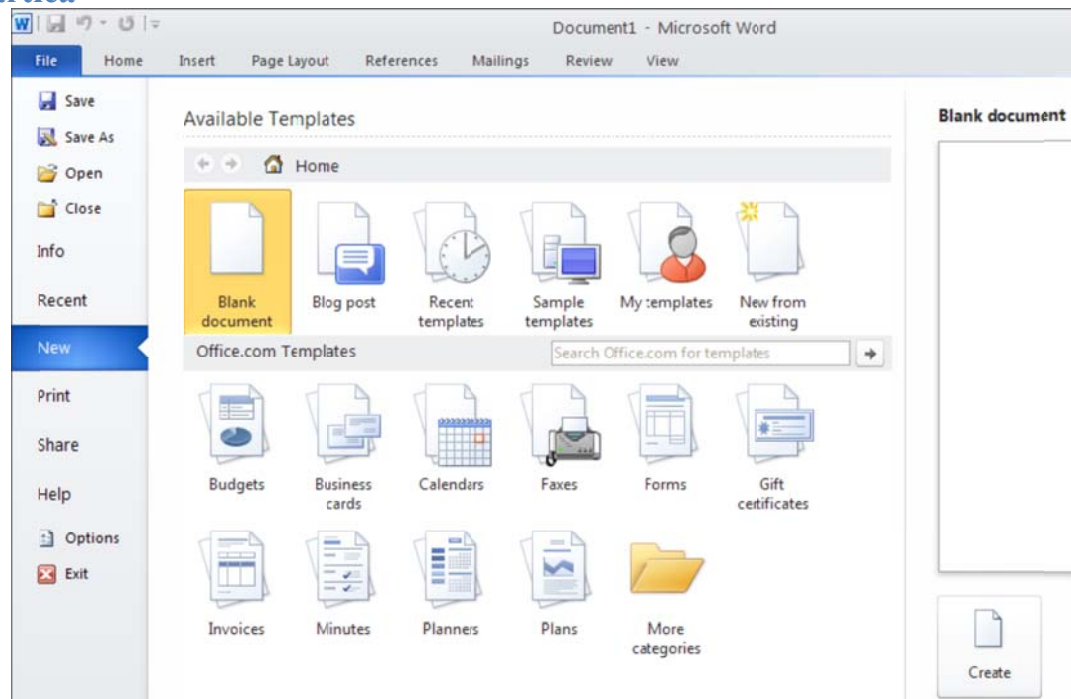 W
Document1 - Microsoft Word
File Home Insert Page Layout References Mailings Review View
Save
Save As
Open
Close
Info
Recent
New
Print
Share
Help
Options
Exit
Available Templates
Home
Blank document
Blog post
Recent templates
Sample templates
My templates
New from existing
Office.com Templates
Search Office.com for templates
Budgets
Business cards
Calendars
Faxes
Forms
Gift certificates
Invoices
Minutes
Planners
Plans
More categories
Blank document
Create